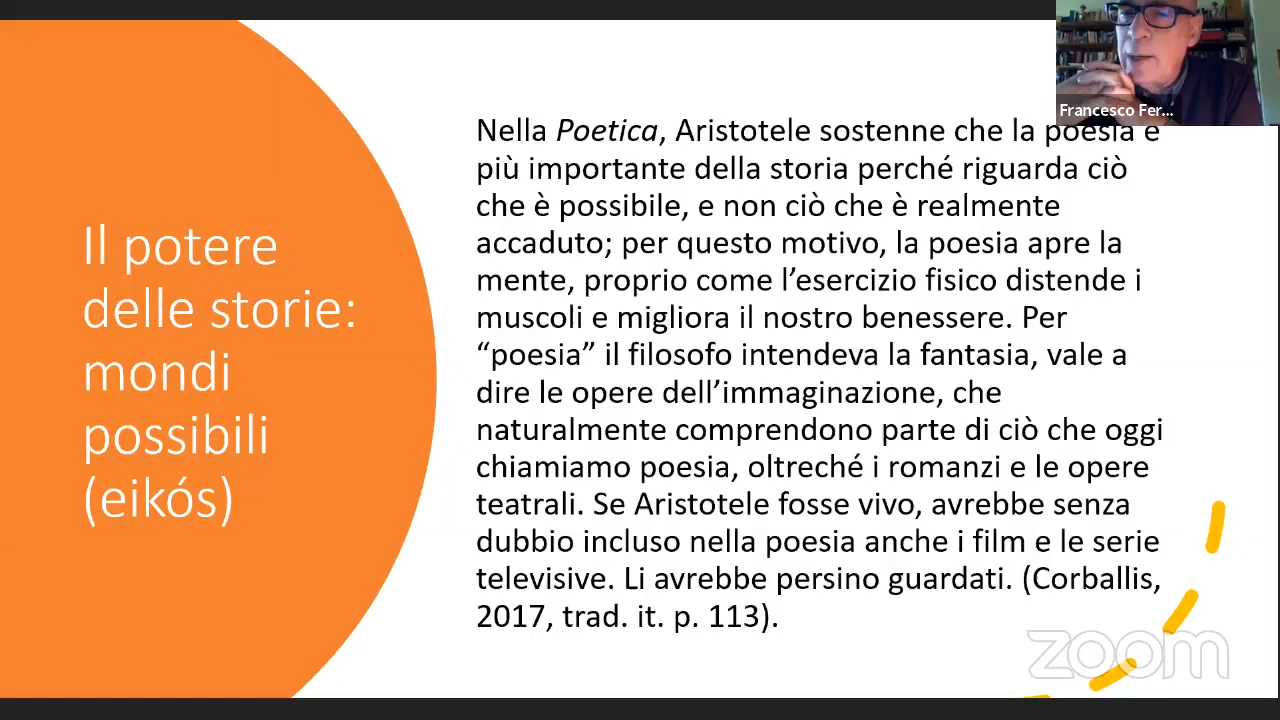 Il potere
delle storie:
mondi
possibili
(eikós)
Nella Poetica, Aristotele sostenne che la poesia è
più importante della storia perché riguarda ciò
che è possibile, e non ciò che è realmente
accaduto; per questo motivo, la poesia apre la
mente, proprio come l’esercizio fisico distende i
muscoli e migliora il nostro benessere. Per
“poesia” il filosofo intendeva la fantasia, vale a
dire le opere dell’immaginazione, che
naturalmente comprendono parte di ciò che oggi
chiamiamo poesia, oltreché i romanzi e le opere
teatrali. Se Aristotele fosse vivo, avrebbe senza
dubbio incluso nella poesia anche i film e le serie
televisive. Li avrebbe persino guardati. (Corballis,
2017, trad. it. p. 113).
Francesco Fer...
zoom